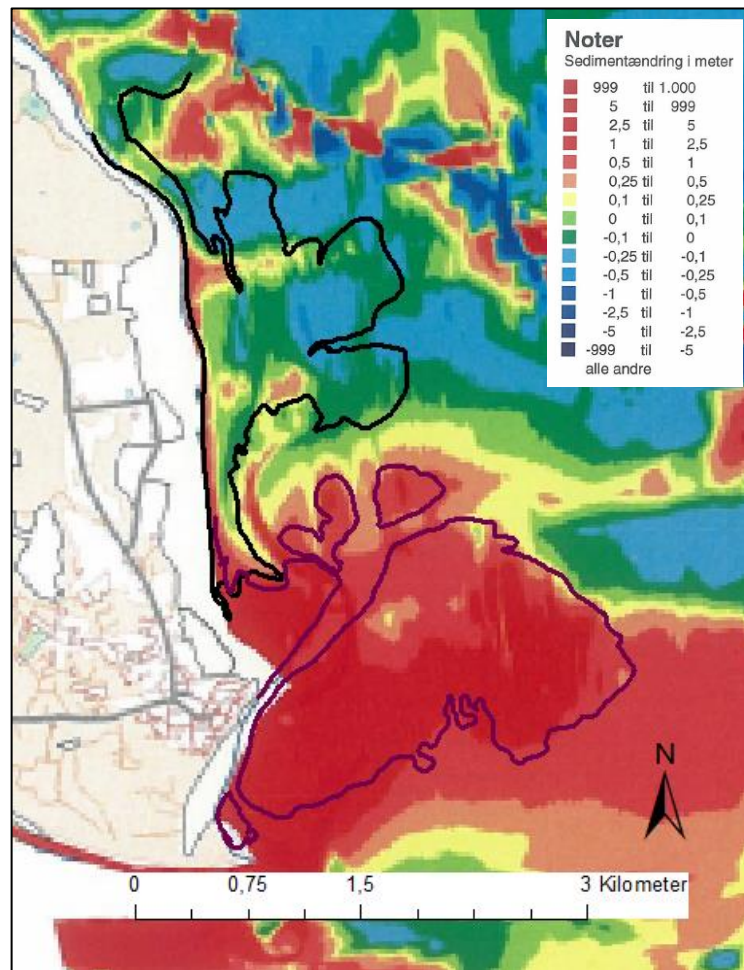 Noter
Sedimentændring i meter
999 til 1.000
5 til 999
2,5 til 5
1 til 2,5
0,5 til 1
0,25 til 0,5
0,1 til 0,25
0 til 0,1
-0,1 til 0
-0,25 til -0,1
-0,5 til -0,25
-1 til -0,5
-2,5 til -1
-5 til -2,5
-999 til -5
alle andre
N
0 0,75 1,5 3 Kilometer